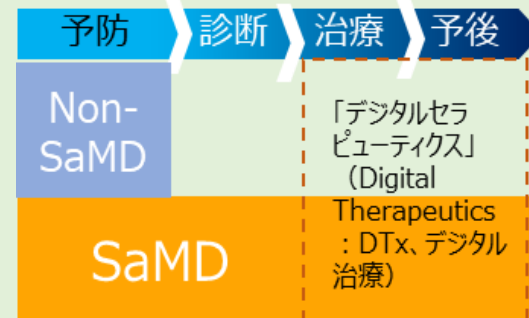 予防 診断 治療 予後
Non-
SaMD
「デジタルセラ
ピューティクス」
（Digital
Therapeutics
：DTx、デジタル
治療）
SaMD